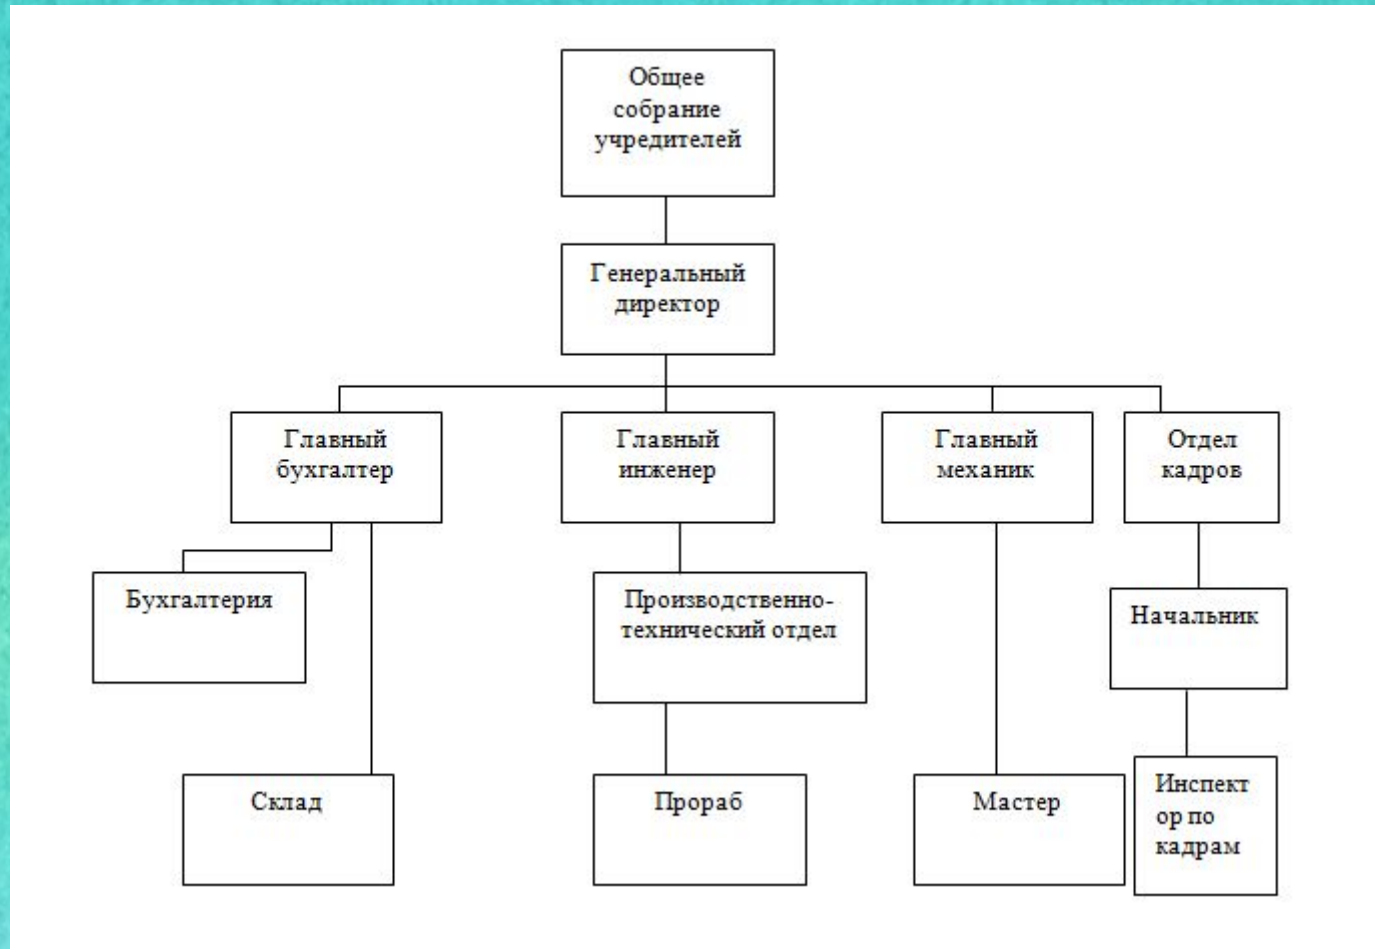 Общее
собрание
учредителей
Генеральный
директор
Главный
бухгалтер
Главный
инженер
Главный
механик
Отдел
кадров
Бухгалтерия
Производственно-
технический отдел
Начальник
Склад
Прораб
Мастер
Инспект
ор по
кадрам